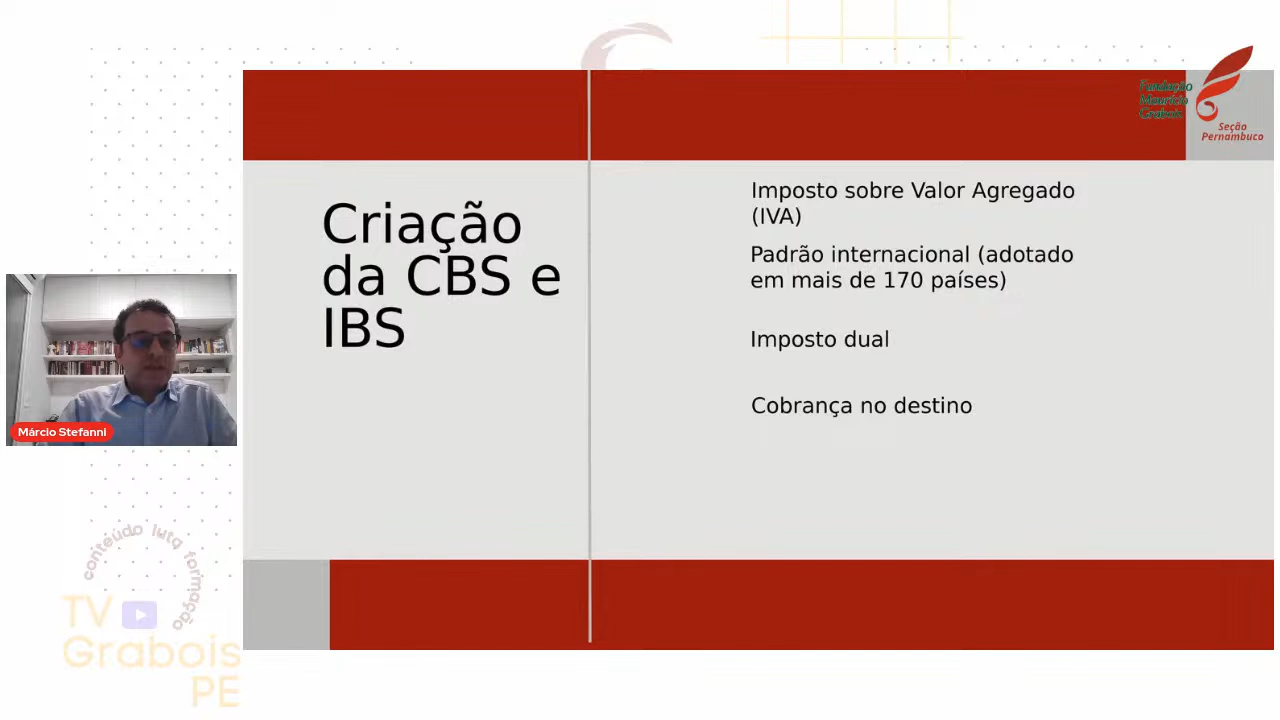 Fundação
Maurício
Grabois
Seção
Pernambuco
Criação
da CBS e
IBS
Imposto sobre Valor Agregado
(IVA)
Padrão internacional (adotado
em mais de 170 países)
Imposto dual
Cobrança no destino
Márcio Stefanni
conteúdo luta formação
TV
Grabois
PE